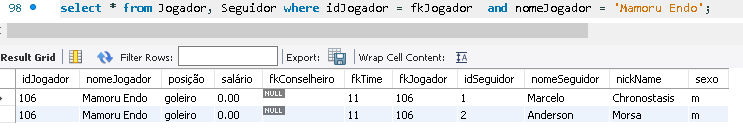 98 select * from Jogador, Seguidor where idJogador = fkJogador and nomeJogador = 'Mamoru Endo';
Result Grid Filter Rows: Export: Wrap Cell Content:
idJogador nomeJogador posição salário fkConselheiro fkTime fkJogador idSeguidor nomeSeguidor nickName sexo
106 Mamoru Endo goleiro 0.00 NULL 11 106 1 Marcelo Chronostasis m
106 Mamoru Endo goleiro 0.00 NULL 11 106 2 Anderson Morsa m